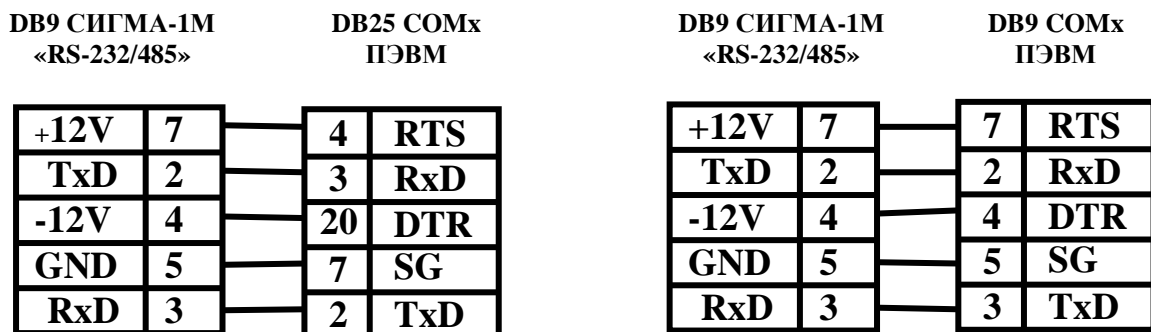 DB9 СИГМА-1М DB25 COMx DB9 СИГМА-1М DB9 COMx
«RS-232/485» ПЭВМ «RS-232/485» ПЭВМ
+12V 7 4 RTS +12V 7 7 RTS
TxD 2 3 RxD TxD 2 2 RxD
-12V 4 20 DTR -12V 4 4 DTR
GND 5 7 SG GND 5 5 SG
RxD 3 2 TxD RxD 3 3 TxD